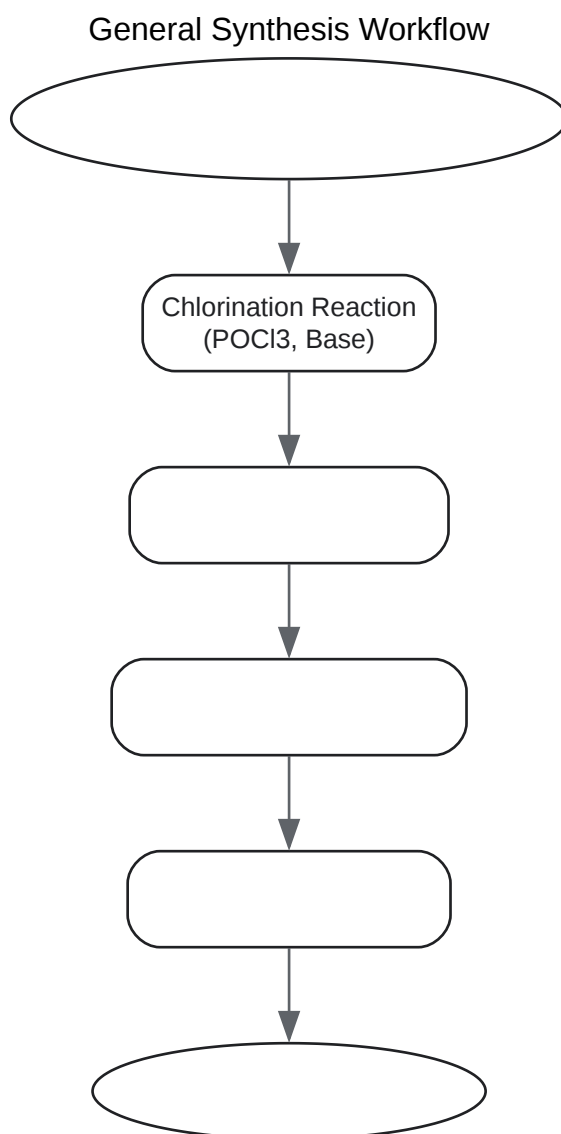 General Synthesis Workflow
Chlorination Reaction
(POCl3, Base)